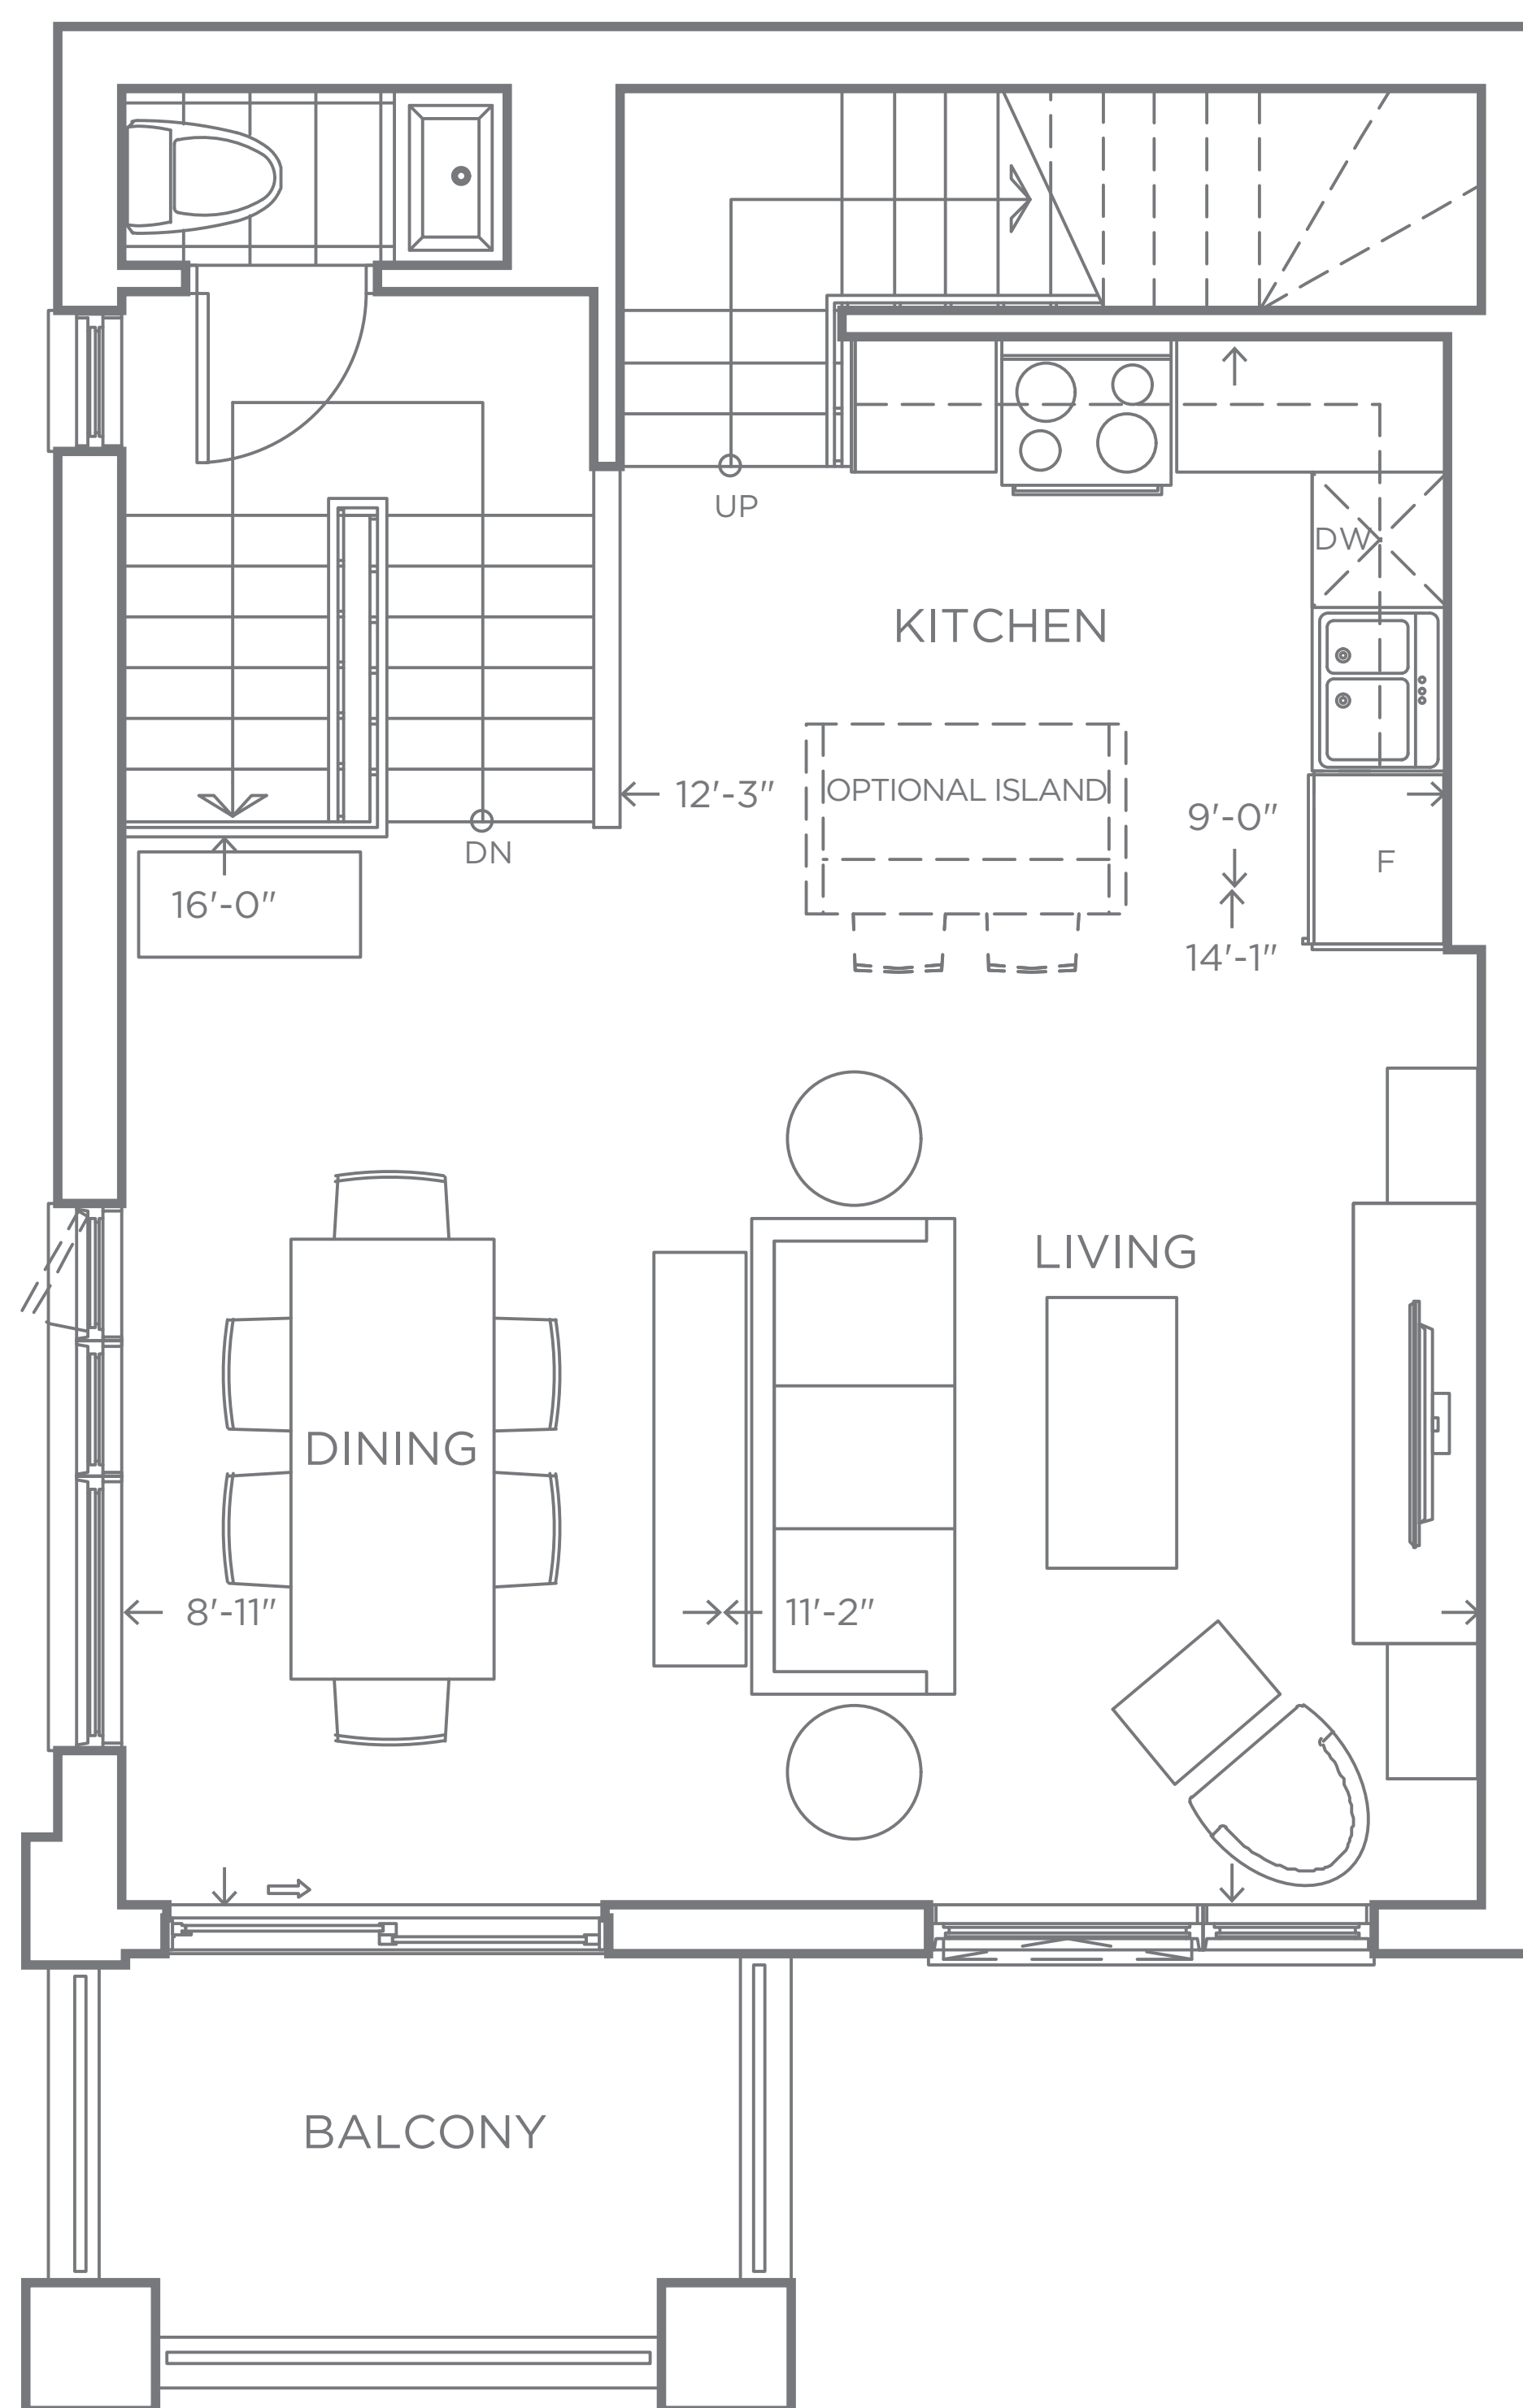 UP
DW
KITCHEN
12'-3"
OPTIONAL ISLAND
9'-0"
DN
F
16'-0"
14'-1"
LIVING
DINING
8'-11"
11'-2"
BALCONY